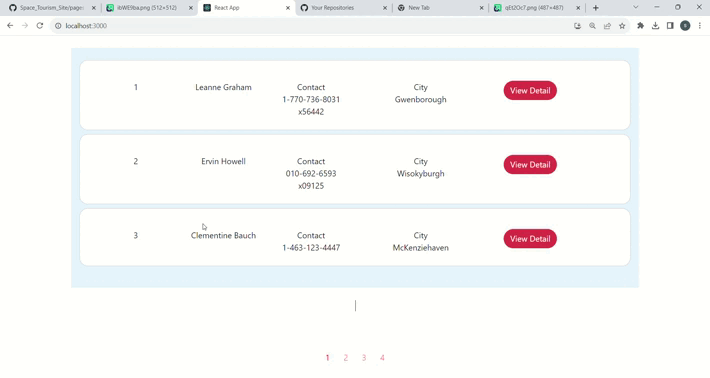 Space_Tourism_Site/pages
ibWE9ba.png (512×512)
React App
Your Repositories
New Tab
qEt2Oc7.png (487×487)
localhost:3000
1
Leanne Graham
Contact
1-770-736-8031
x56442
City
Gwenborough
View Detail
2
Ervin Howell
Contact
010-692-6593
x09125
City
Wisokyburgh
View Detail
3
Clementine Bauch
Contact
1-463-123-4447
City
McKenziehaven
View Detail
1 2 3 4